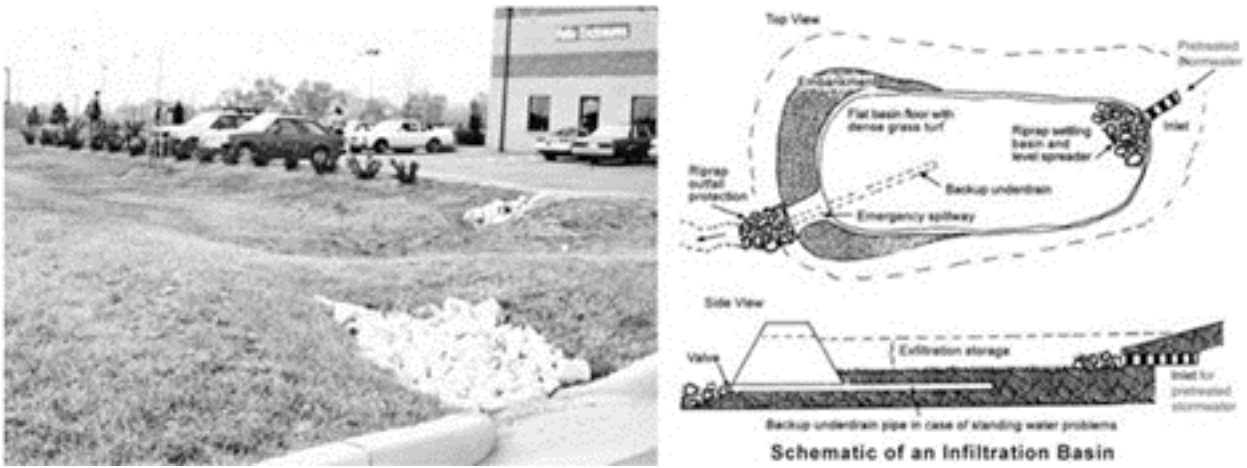 Top View
Pretreated
Stormwater
Embankment
Flat basin floor with
dense grass turf
Riprap settling
basin and
level spreader
Inlet
Riprap
outfall
protection
Backup underdrain
Emergency spillway
Side View
Valve
Exfiltration storage
Inlet for
pretreated
stormwater
Backup underdrain pipe in case of standing water problems
Schematic of an Infiltration Basin